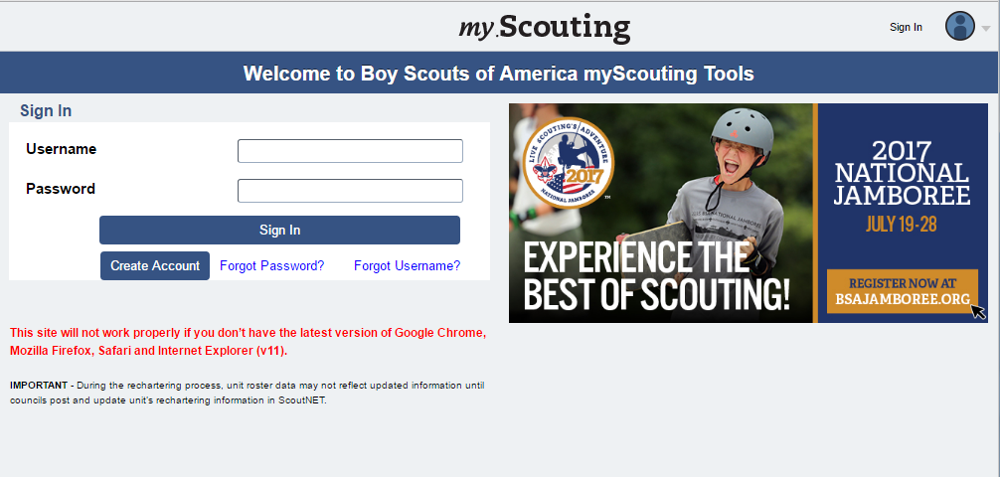 my.Scouting
Sign In
Welcome to Boy Scouts of America myScouting Tools
Sign In
Username
Password
Sign In
Create Account
Forgot Password?
Forgot Username?
This site will not work properly if you don't have the latest version of Google Chrome,
Mozilla Firefox, Safari and Internet Explorer (v11).
IMPORTANT - During the rechartering process, unit roster data may not reflect updated information until
councils post and update unit's rechartering information in ScoutNET.
LIVE SCOUTING'S ADVENTURE
2017
NATIONAL JAMBOREE
TM
NATIONAL JAMBOREE
EXPERIENCE THE
BEST OF SCOUTING!
2017
NATIONAL
JAMBOREE
JULY 19-28
REGISTER NOW AT
BSAJAMBOREE.ORG